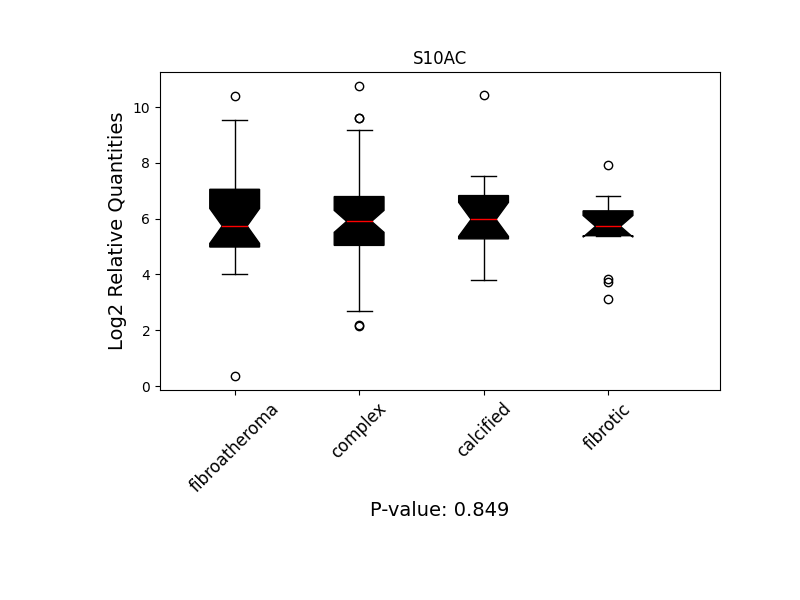 S10AC
Log2 Relative Quantities
10
8
6
4
2
0
fibroatheroma
complex
calcified
fibrotic
P-value: 0.849